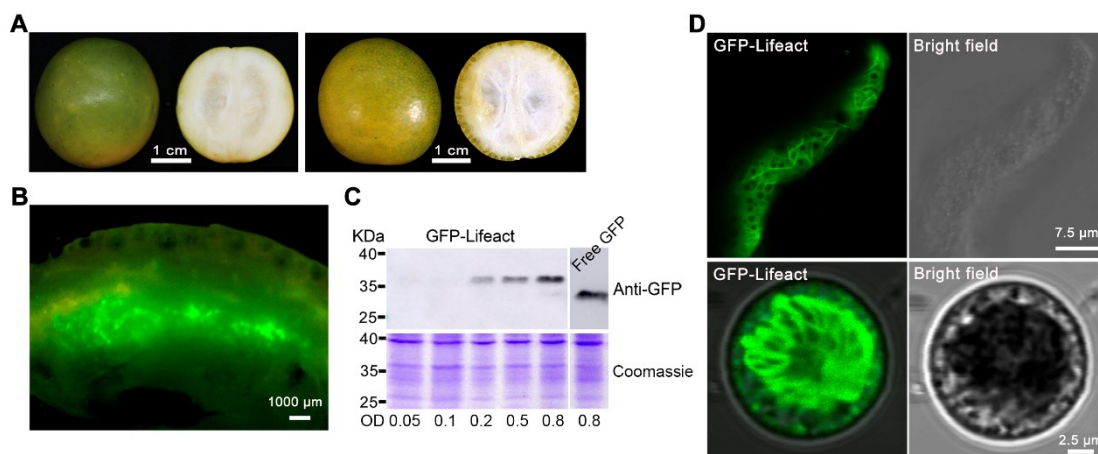 A
1 cm
1 cm
B
1000 µm
C
KDa
GFP-Lifeact
Free GFP
40
35
25
Anti-GFP
40
35
25
Coomassie
OD 0.05 0.1 0.2 0.5 0.8 0.8
D
GFP-Lifeact
Bright field
7.5 µm
GFP-Lifeact
Bright field
2.5 µm